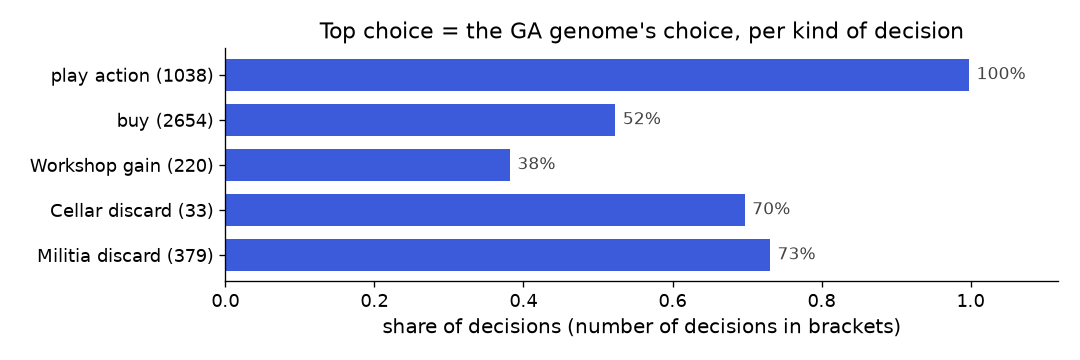 Top choice = the GA genome's choice, per kind of decision
play action (1038) 100%
buy (2654) 52%
Workshop gain (220) 38%
Cellar discard (33) 70%
Militia discard (379) 73%
0.0 0.2 0.4 0.6 0.8 1.0
share of decisions (number of decisions in brackets)